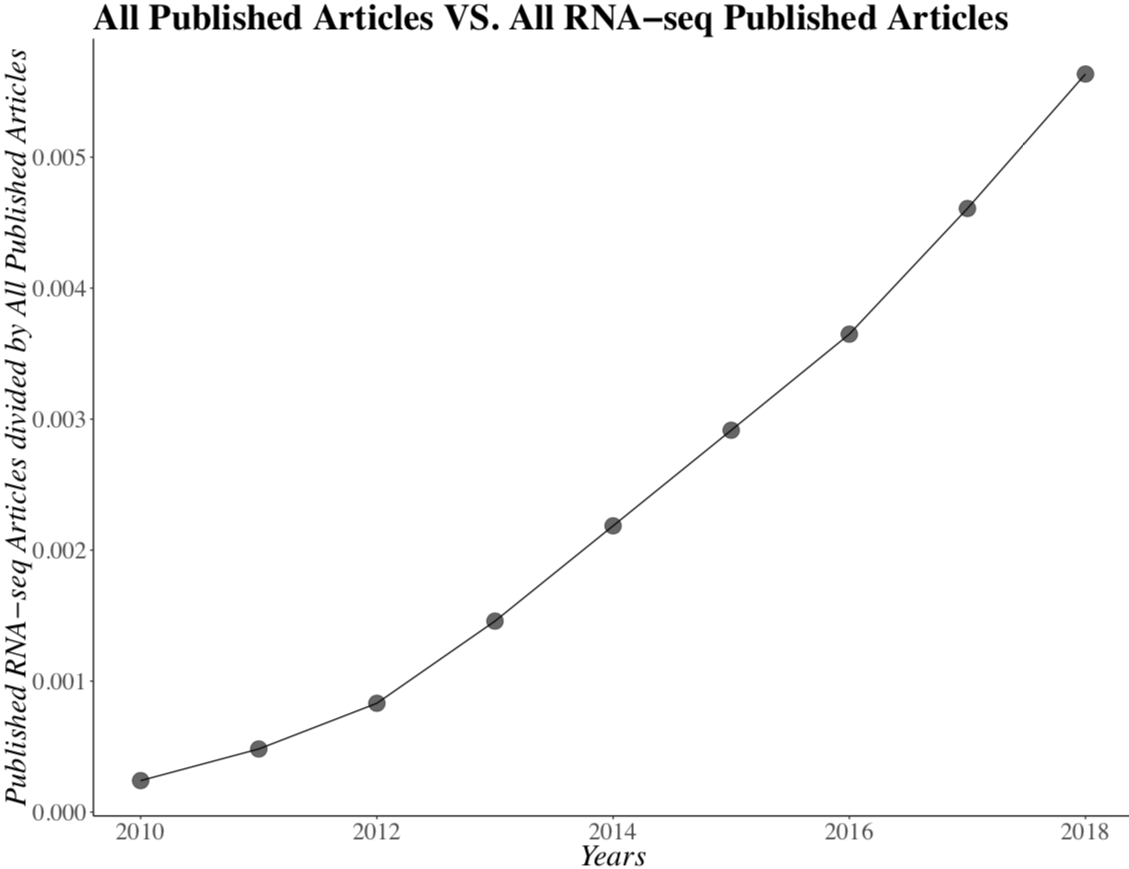 All Published Articles VS. All RNA−seq Published Articles
Published RNA−seq Articles divided by All Published Articles
0.005
0.004
0.003
0.002
0.001
0.000
2010 2012 2014 2016 2018
Years